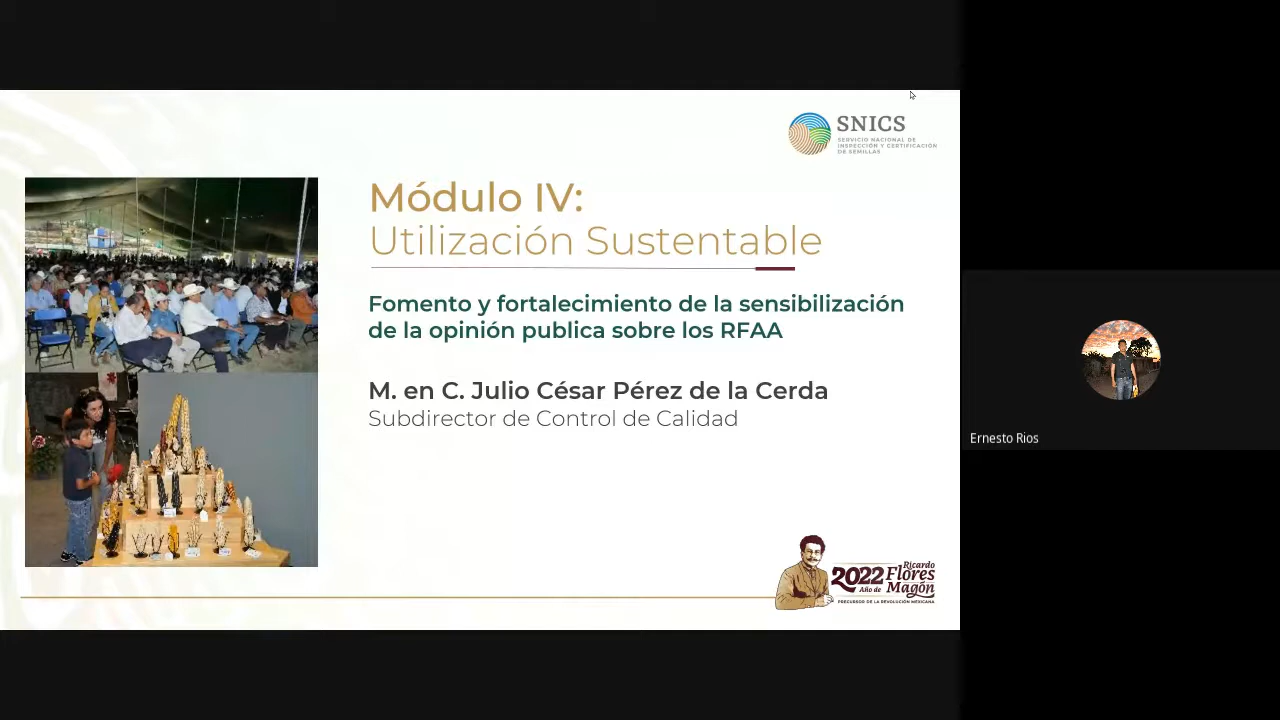 SNICS
SERVICIO NACIONAL DE
INSPECCIÓN Y CERTIFICACIÓN
DE SEMILLAS
Módulo IV:
Utilización Sustentable
Fomento y fortalecimiento de la sensibilización
de la opinión publica sobre los RFAA
M. en C. Julio César Pérez de la Cerda
Subdirector de Control de Calidad
Ernesto Rios
2022 Ricardo
Flores
Año de Magón
PRECURSOR DE LA REVOLUCIÓN MEXICANA